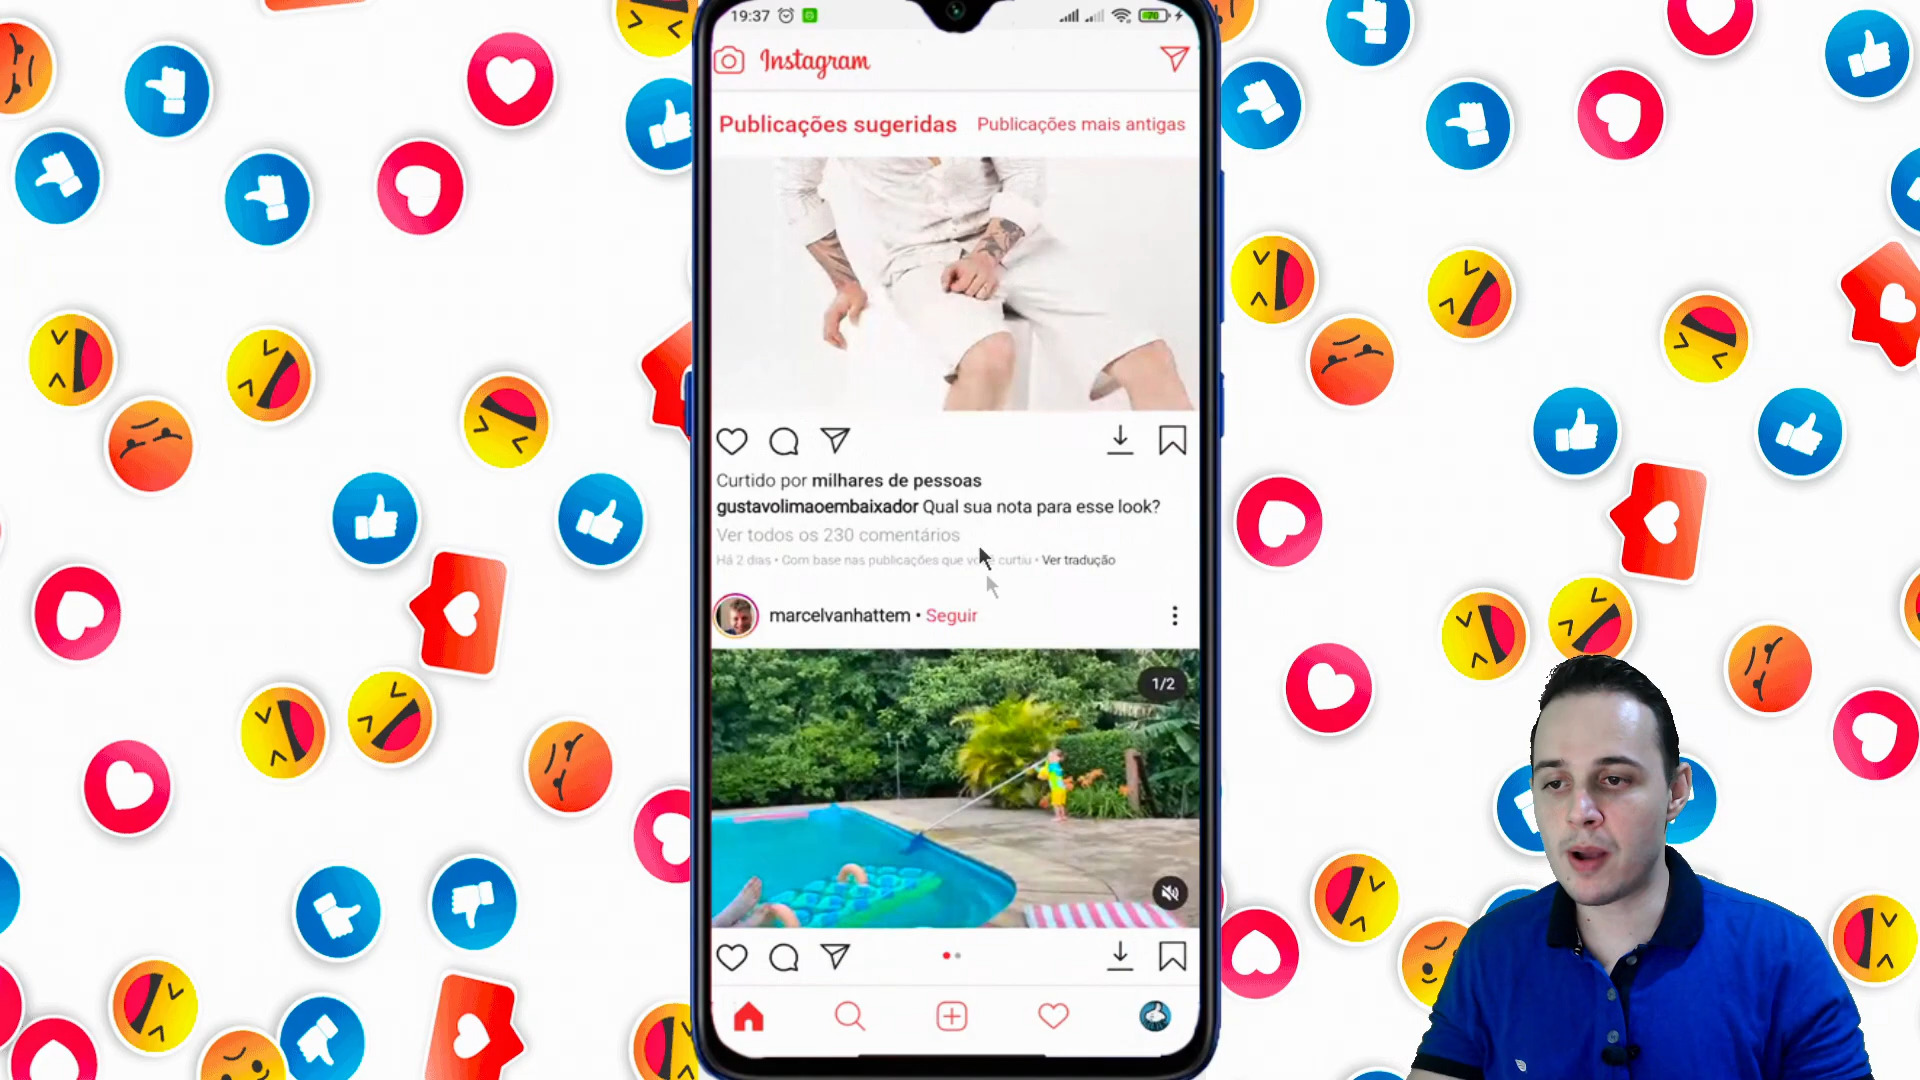 19:37
70
Instagram
Publicações sugeridas Publicações mais antigas
Curtido por milhares de pessoas
gustavolimaoembaixador Qual sua nota para esse look?
Ver todos os 230 comentários
Há 2 dias • Com base nas publicações que você curtiu • Ver tradução
marcelvanhattem • Seguir
1/2